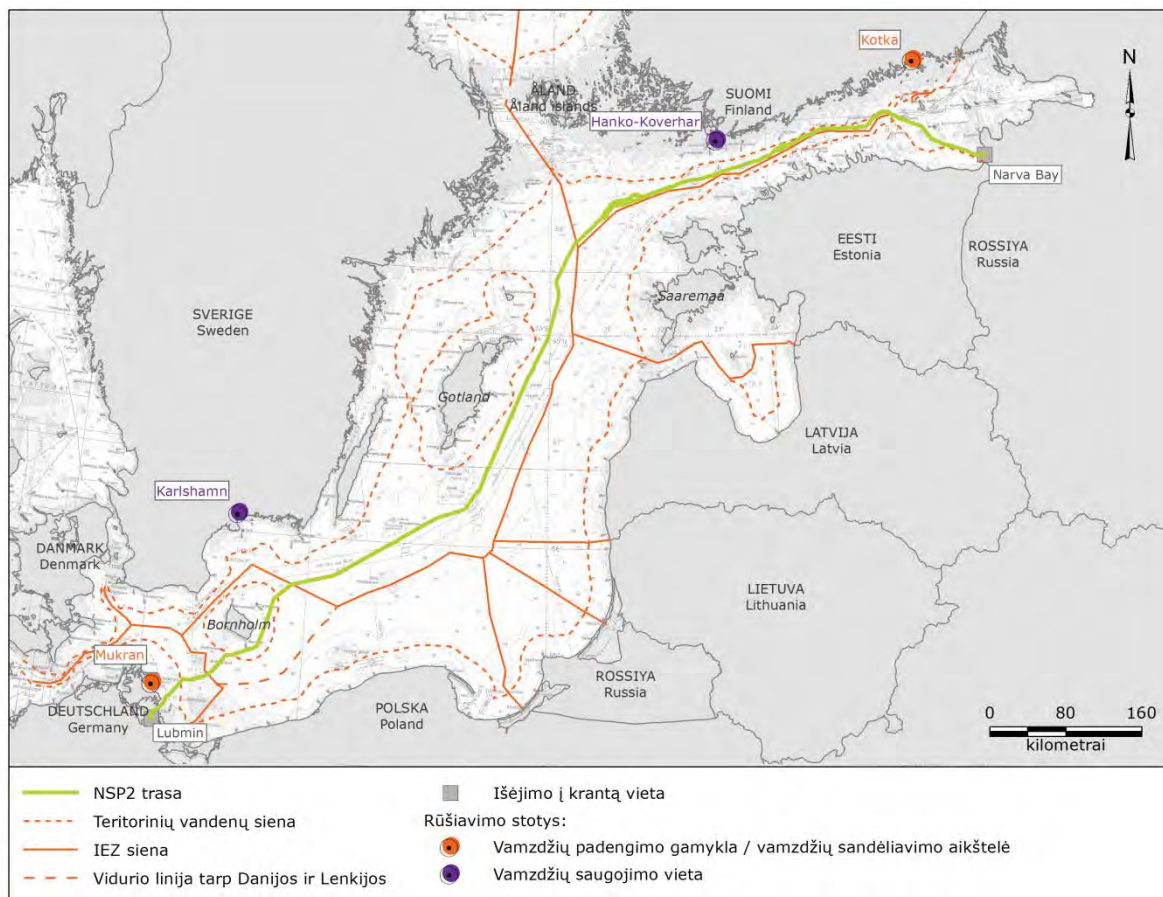 Kotka
N
ÅLAND
Åland islands
SUOMI
Finland
Hanko-Koverhar
Narva Bay
EESTI
Estonia
ROSSIYA
Russia
Saaremaa
SVERIGE
Sweden
Gotland
LATVIJA
Latvia
Karlshamn
DANMARK
Denmark
LIETUVA
Lithuania
Bornholm
Mukran
ROSSIYA
Russia
DEUTSCHLAND
Germany
POLSKA
Poland
Lubmin
0 80 160
kilometrai
NSP2 trasa
Teritorinių vandenų siena
IEZ siena
Vidurio linija tarp Danijos ir Lenkijos
Išėjimo į krantą vieta
Rūšiavimo stotys:
Vamzdžių padengimo gamykla / vamzdžių sandėliavimo aikštelė
Vamzdžių saugojimo vieta